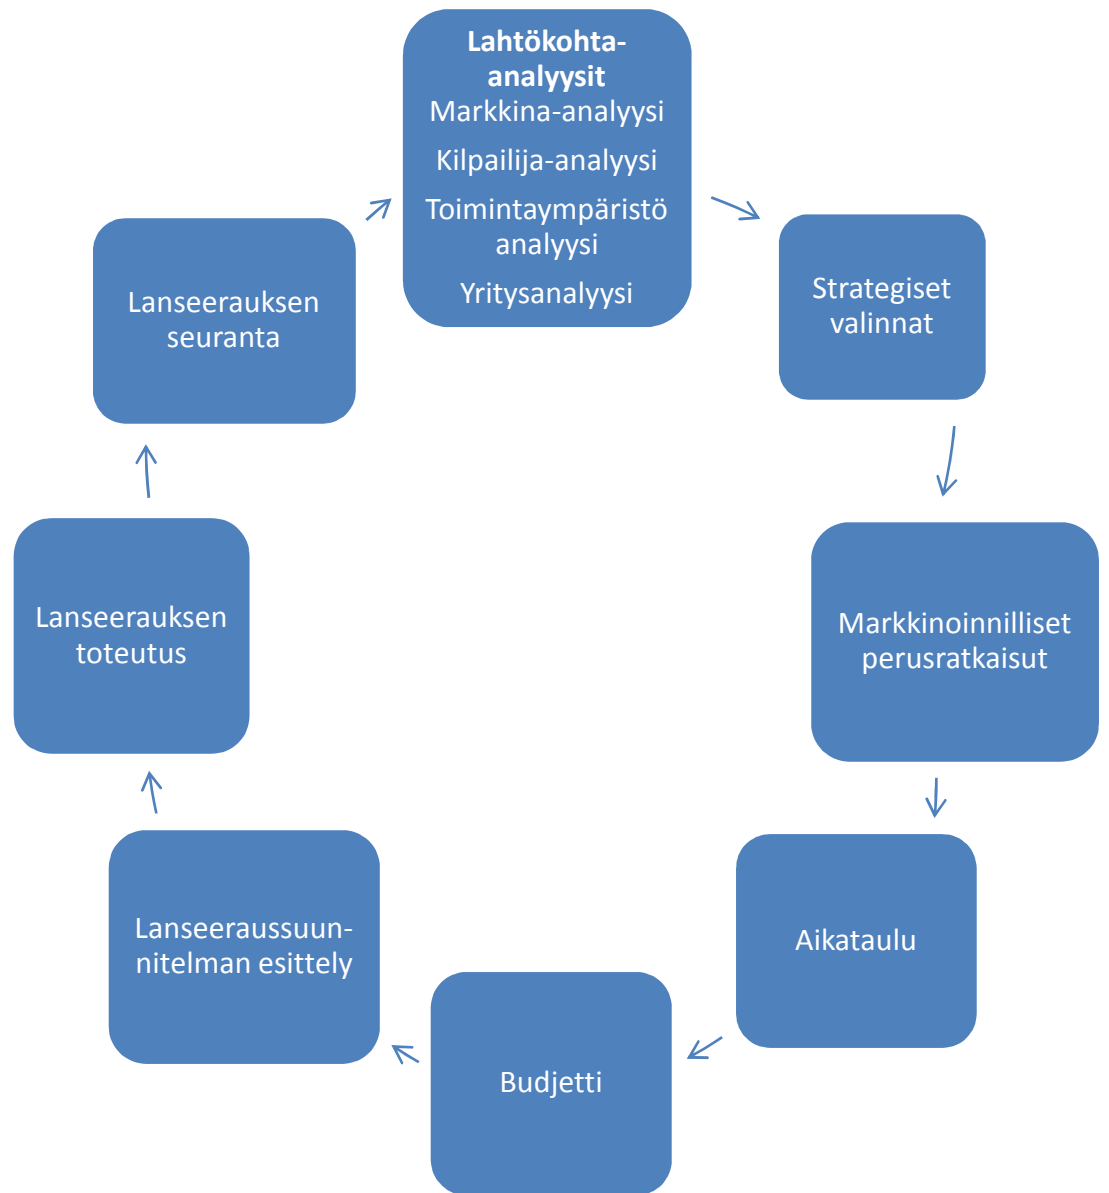 Lahtökohta-
analyysit
Markkina-analyysi
Kilpailija-analyysi
Toimintaympäristö
analyysi
Yritysanalyysi
Strategiset
valinnat
Markkinoinnilliset
perusratkaisut
Aikataulu
Budjetti
Lanseeraussuun-
nitelman esittely
Lanseerauksen
toteutus
Lanseerauksen
seuranta